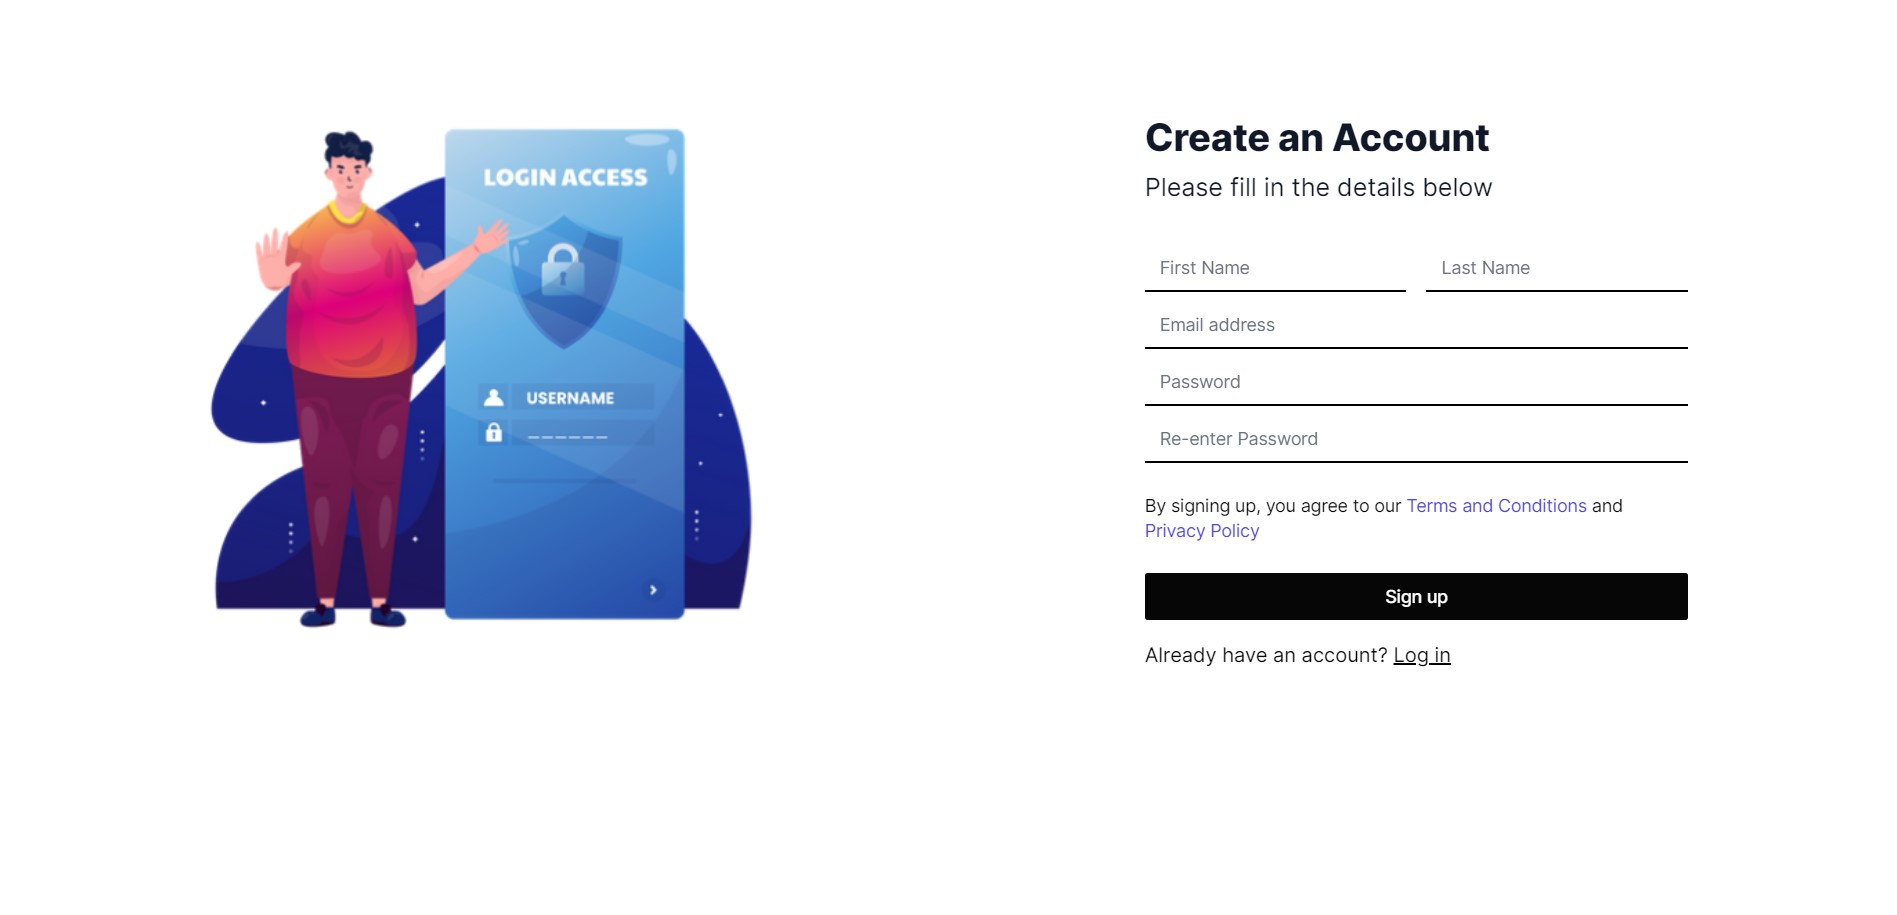 LOGIN ACCESS
USERNAME
Create an Account
Please fill in the details below
First Name
Last Name
Email address
Password
Re-enter Password
By signing up, you agree to our Terms and Conditions and
Privacy Policy
Sign up
Already have an account? Log in